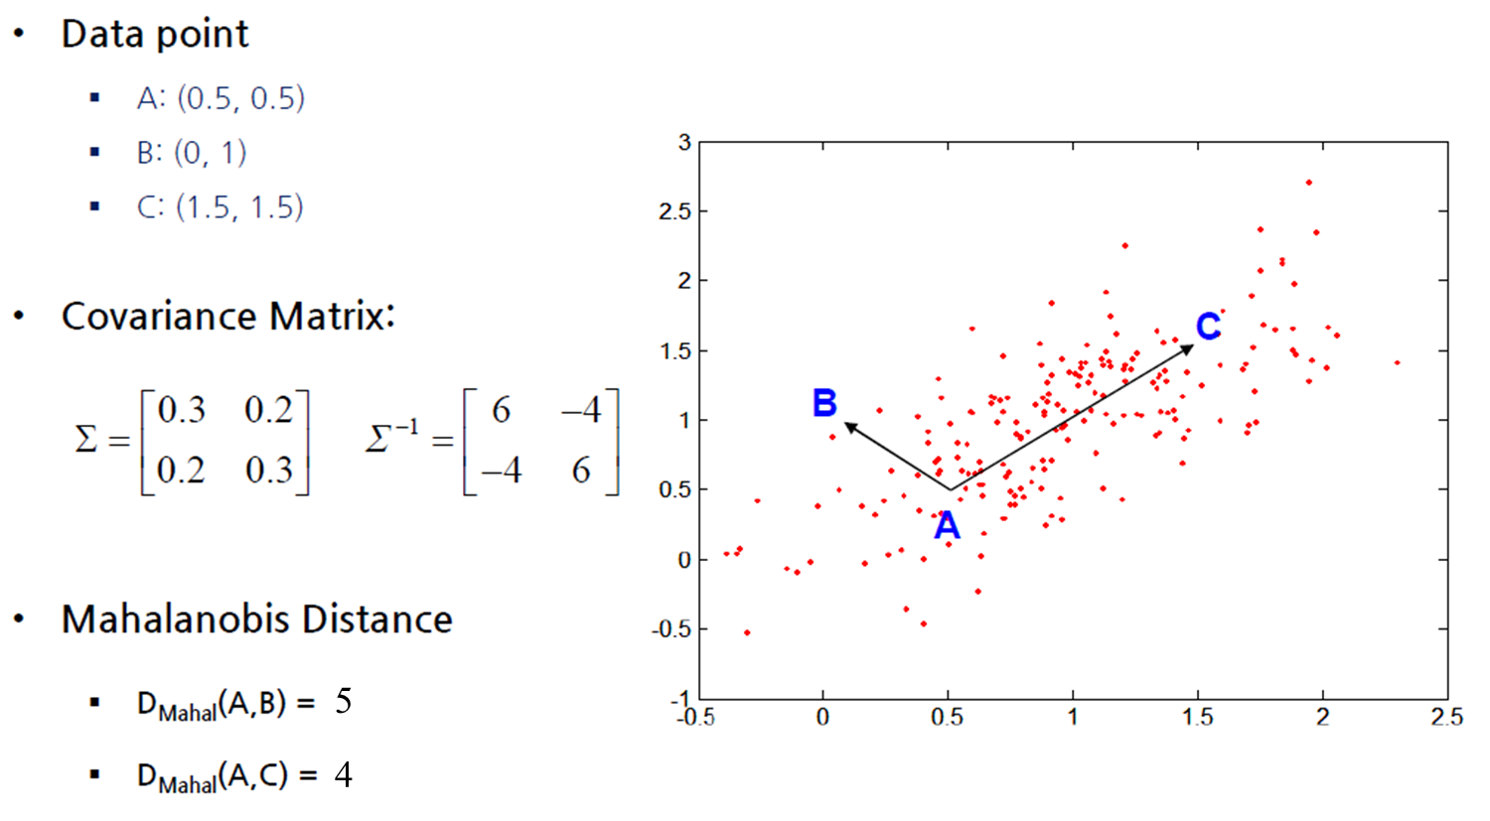 • Data point
▪ A: (0.5, 0.5)
▪ B: (0, 1)
▪ C: (1.5, 1.5)
• Covariance Matrix:
Σ = [0.3 0.2
0.2 0.3]
Σ⁻¹ = [6 −4
−4 6]
• Mahalanobis Distance
▪ D_Mahal(A,B) = 5
▪ D_Mahal(A,C) = 4
3
2.5
2
1.5
1
0.5
0
-0.5
-1
-0.5 0 0.5 1 1.5 2 2.5
C
B
A